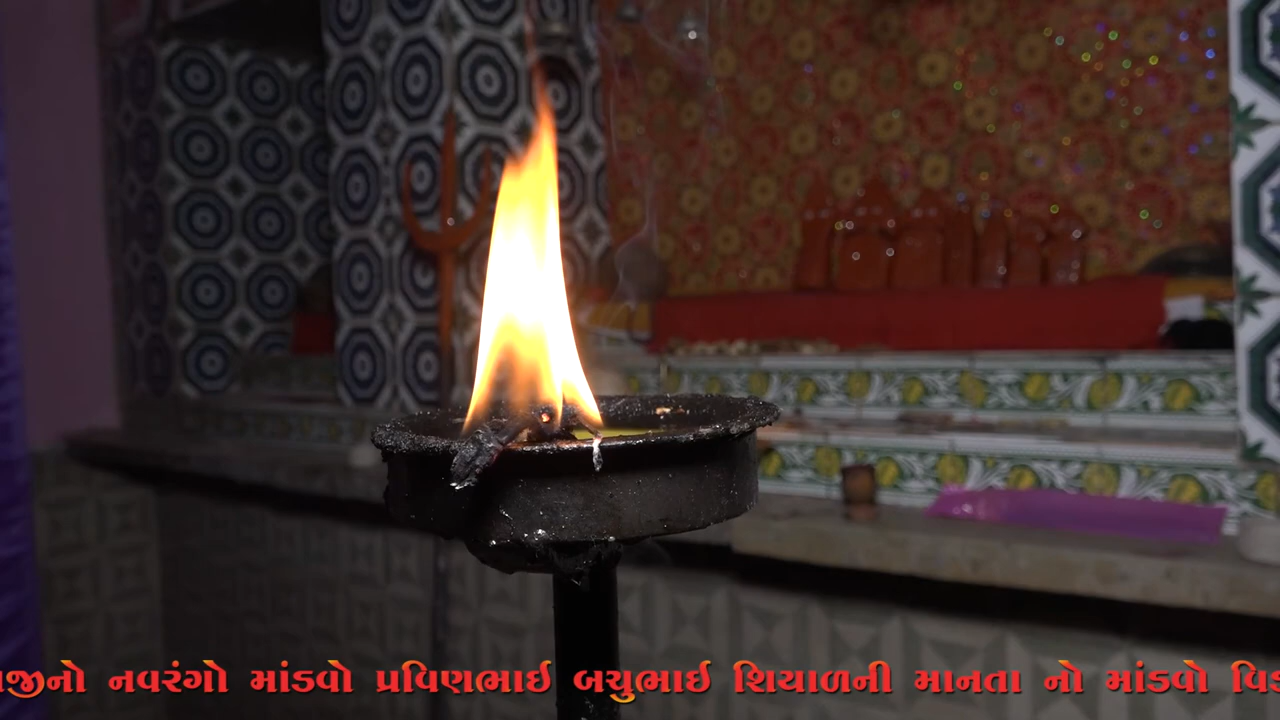 નવરંગો માંડવો પ્રવિણભાઈ બચુભાઈ શિયાળની માનતા નો માંડવો